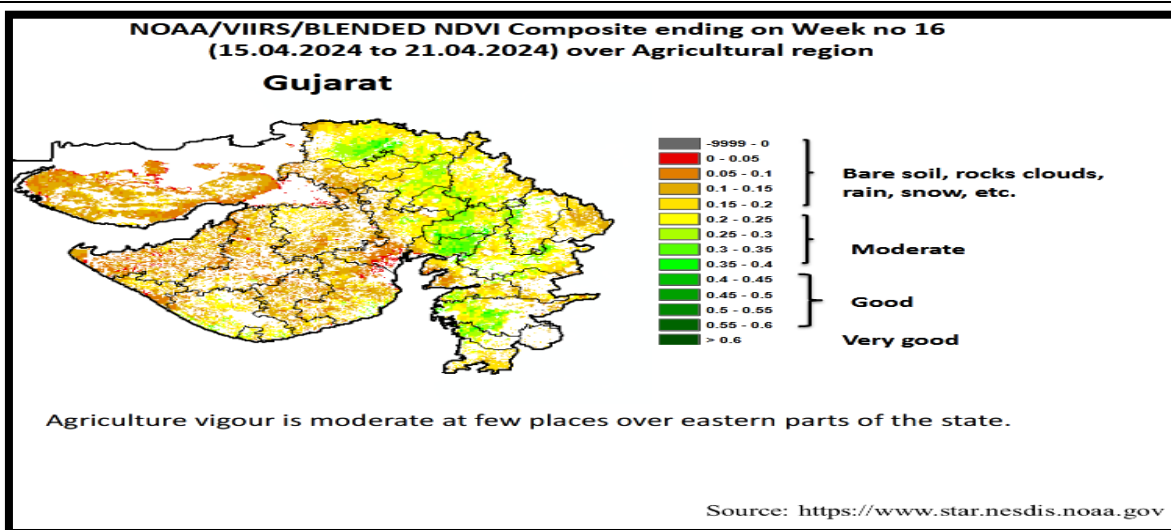 NOAA/VIIRS/BLENDED NDVI Composite ending on Week no 16
(15.04.2024 to 21.04.2024) over Agricultural region
Gujarat
-9999 - 0
0 - 0.05
0.05 - 0.1
0.1 - 0.15
0.15 - 0.2
0.2 - 0.25
0.25 - 0.3
0.3 - 0.35
0.35 - 0.4
0.4 - 0.45
0.45 - 0.5
0.5 - 0.55
0.55 - 0.6
> 0.6
Bare soil, rocks clouds,
rain, snow, etc.
Moderate
Good
Very good
Agriculture vigour is moderate at few places over eastern parts of the state.
Source: https://www.star.nesdis.noaa.gov